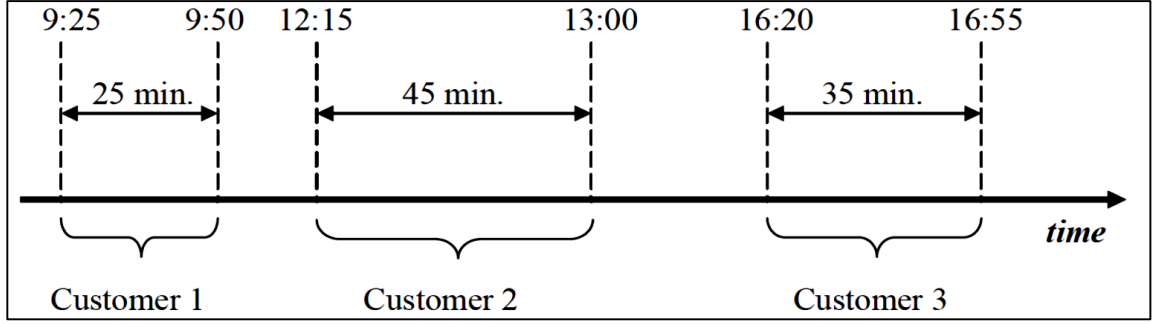 9:25 9:50 12:15 13:00 16:20 16:55
25 min. 45 min. 35 min.
time
Customer 1 Customer 2 Customer 3